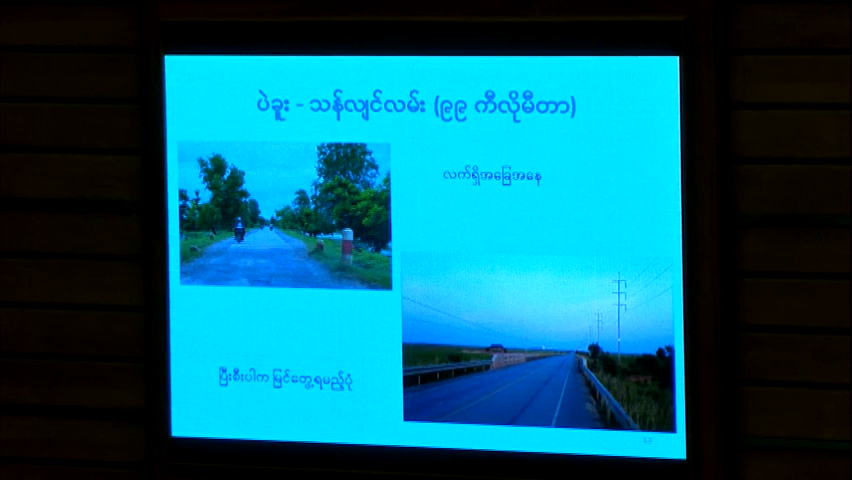 ပဲခူး - သန်လျင်လမ်း (၉၉ ကီလိုမီတာ)
လက်ရှိအခြေအနေ
ပြီးစီးပါက မြင်တွေ့ရမည့်ပုံ